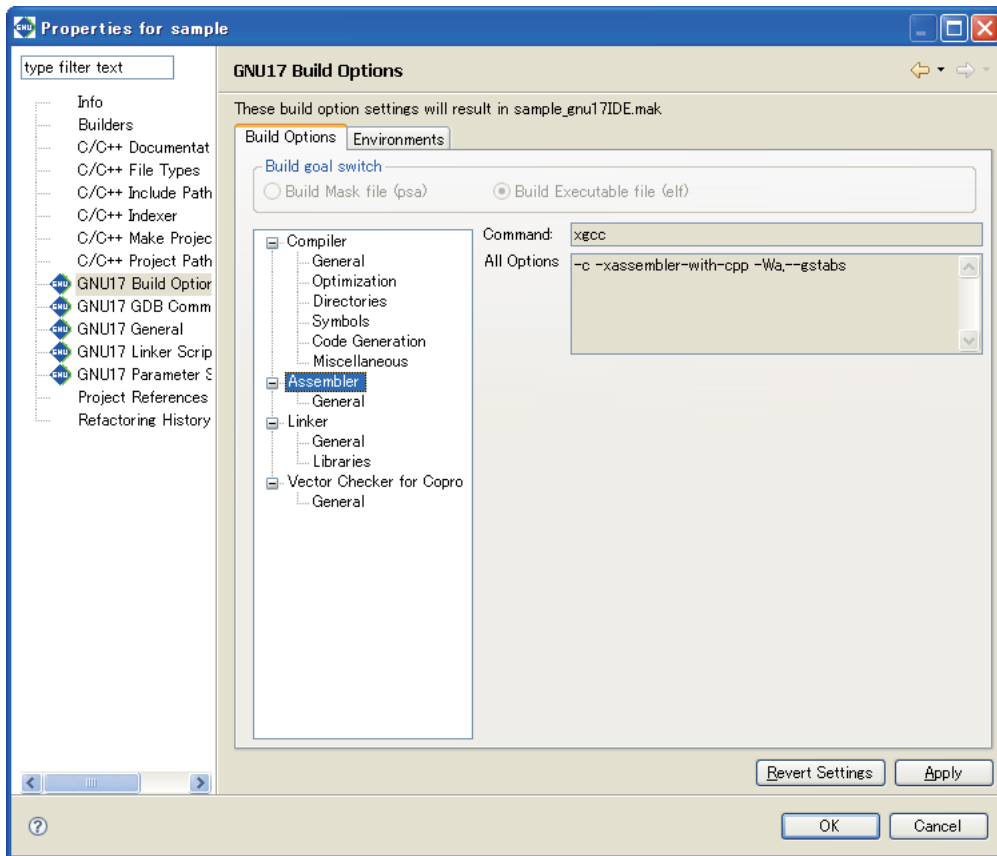 Properties for sample
type filter text
Info
Builders
C/C++ Documentat
C/C++ File Types
C/C++ Include Path
C/C++ Indexer
C/C++ Make Projec
C/C++ Project Path
GNU17 Build Option
GNU17 GDB Comm
GNU17 General
GNU17 Linker Scrip
GNU17 Parameter S
Project References
Refactoring History
GNU17 Build Options
These build option settings will result in sample_gnu17IDE.mak
Build Options Environments
Build goal switch
Build Mask file (psa) Build Executable file (elf)
Compiler
General
Optimization
Directories
Symbols
Code Generation
Miscellaneous
Assembler
General
Linker
General
Libraries
Vector Checker for Copro
General
Command: xgcc
All Options -c -xassembler-with-cpp -Wa,--gstabs
Revert Settings Apply
OK Cancel